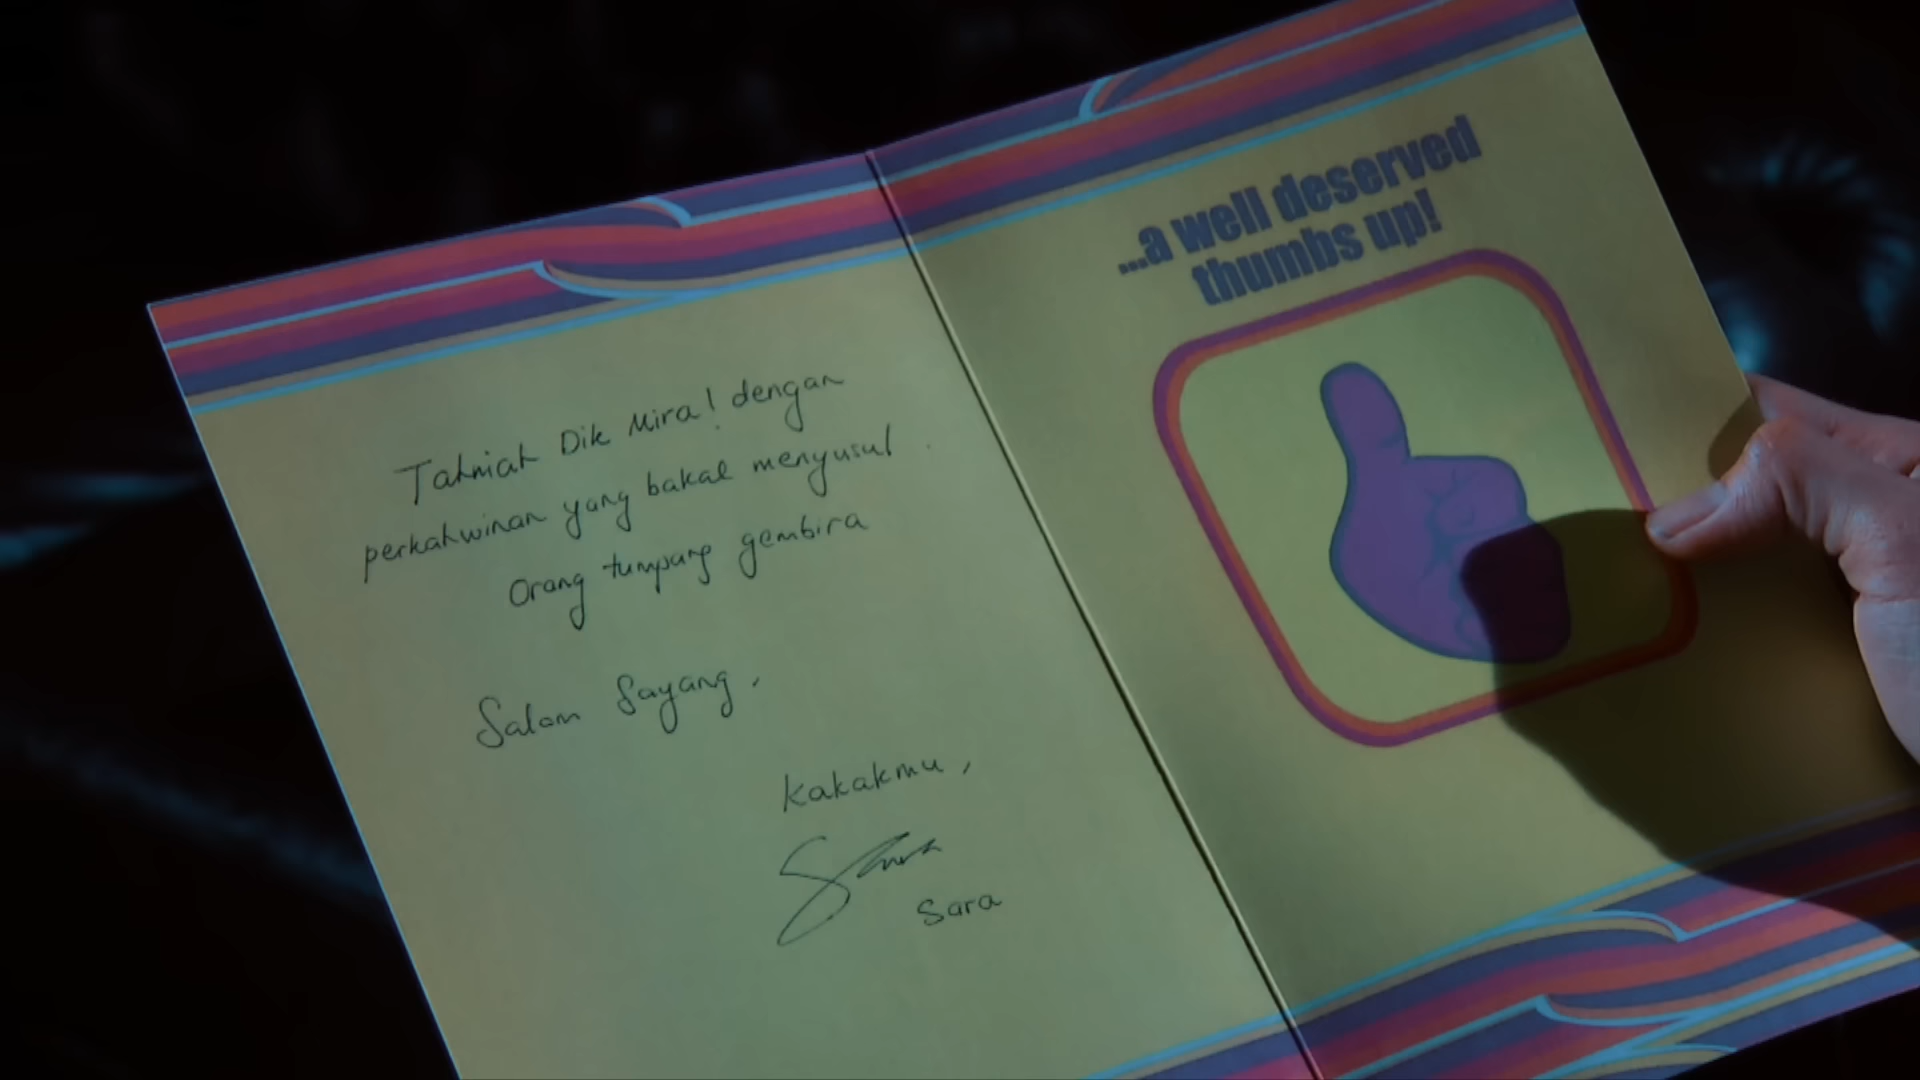 Tahniah Dik Mira! dengan
perkahwinan yang bakal menyusul.
Orang tumpang gembira
Salam Sayang,
Kakakmu,
Sara
Sara
...a well deserved
thumbs up!